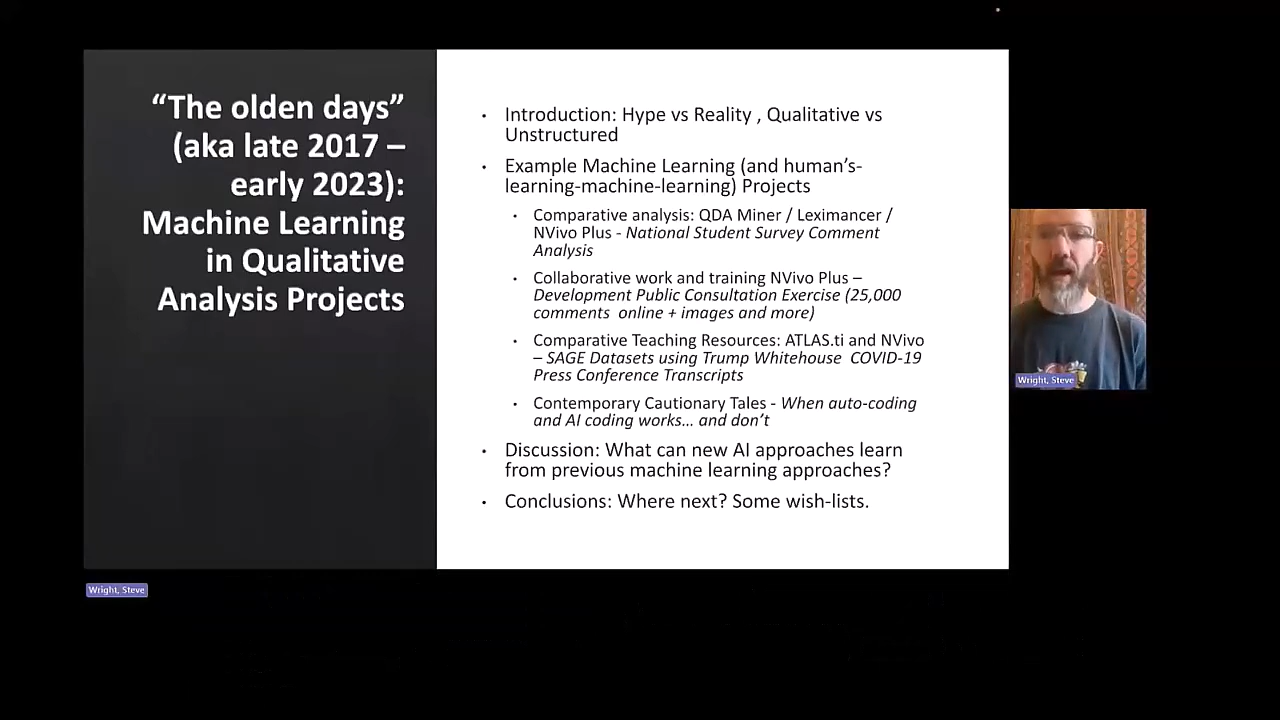 “The olden days”
(aka late 2017 –
early 2023):
Machine Learning
in Qualitative
Analysis Projects
• Introduction: Hype vs Reality , Qualitative vs
Unstructured
• Example Machine Learning (and human’s-
learning-machine-learning) Projects
• Comparative analysis: QDA Miner / Leximancer /
NVivo Plus - National Student Survey Comment
Analysis
• Collaborative work and training NVivo Plus –
Development Public Consultation Exercise (25,000
comments online + images and more)
• Comparative Teaching Resources: ATLAS.ti and NVivo
– SAGE Datasets using Trump Whitehouse COVID-19
Press Conference Transcripts
• Contemporary Cautionary Tales - When auto-coding
and AI coding works… and don’t
• Discussion: What can new AI approaches learn
from previous machine learning approaches?
• Conclusions: Where next? Some wish-lists.
Wright, Steve
Wright, Steve